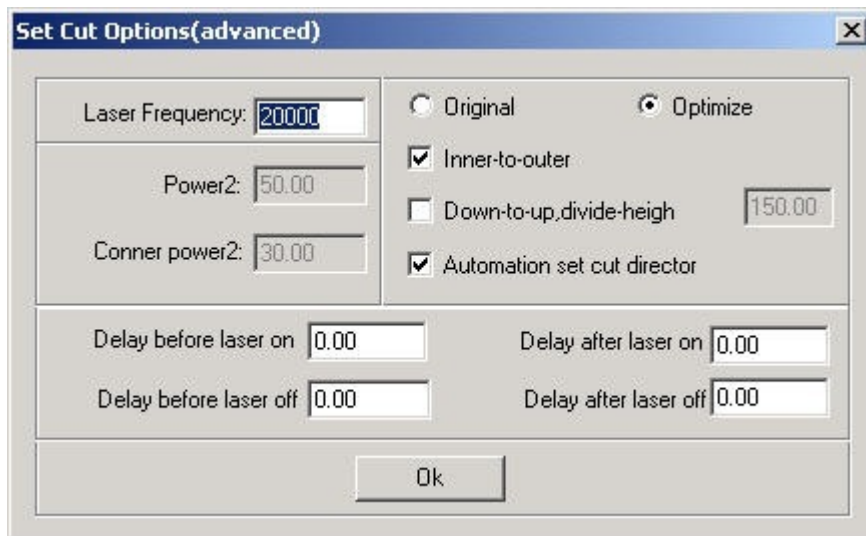 Set Cut Options(advanced)
Laser Frequency: 20000
Power2: 50.00
Conner power2: 30.00
Original Optimize
Inner-to-outer
Down-to-up,divide-heigh 150.00
Automation set cut director
Delay before laser on 0.00 Delay after laser on 0.00
Delay before laser off 0.00 Delay after laser off 0.00
Ok